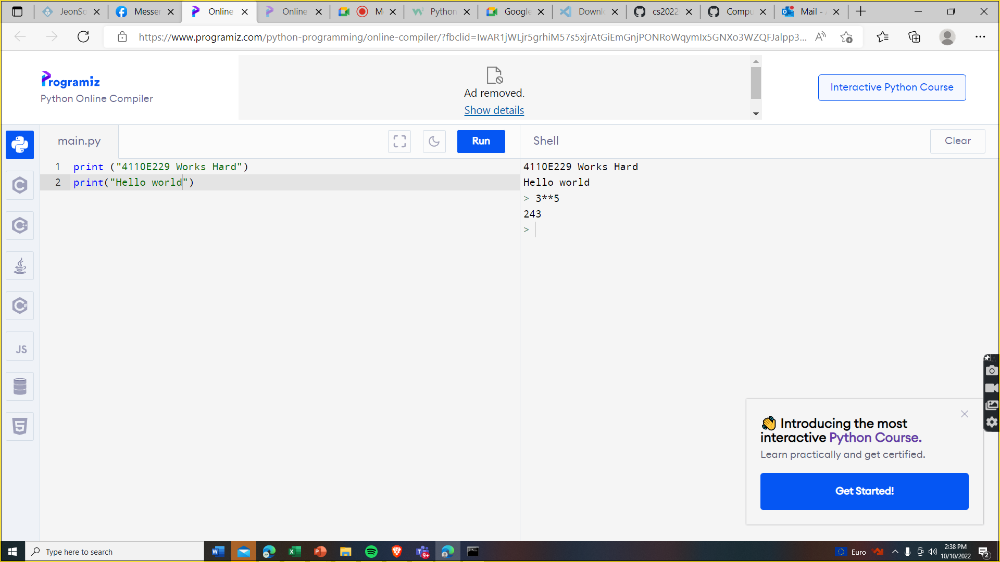 JeonSo
Messer
Online
Online
M
Python
Google
Downlo
cs2022
Compu
Mail -
https://www.programiz.com/python-programming/online-compiler/?fbclid=IwAR1jWLjr5grhiM57s5xjrAtGiEmGnjPONRoWqymIx5GNXo3WZQFJalpp3...
Programiz
Python Online Compiler
Ad removed.
Show details
Interactive Python Course
main.py
Run
Shell
Clear
1 print ("4110E229 Works Hard")
2 print("Hello world")
4110E229 Works Hard
Hello world
> 3**5
243
>
JS
👋 Introducing the most
interactive Python Course.
Learn practically and get certified.
Get Started!
Type here to search
9+
Euro
2:38 PM
10/10/2022
2